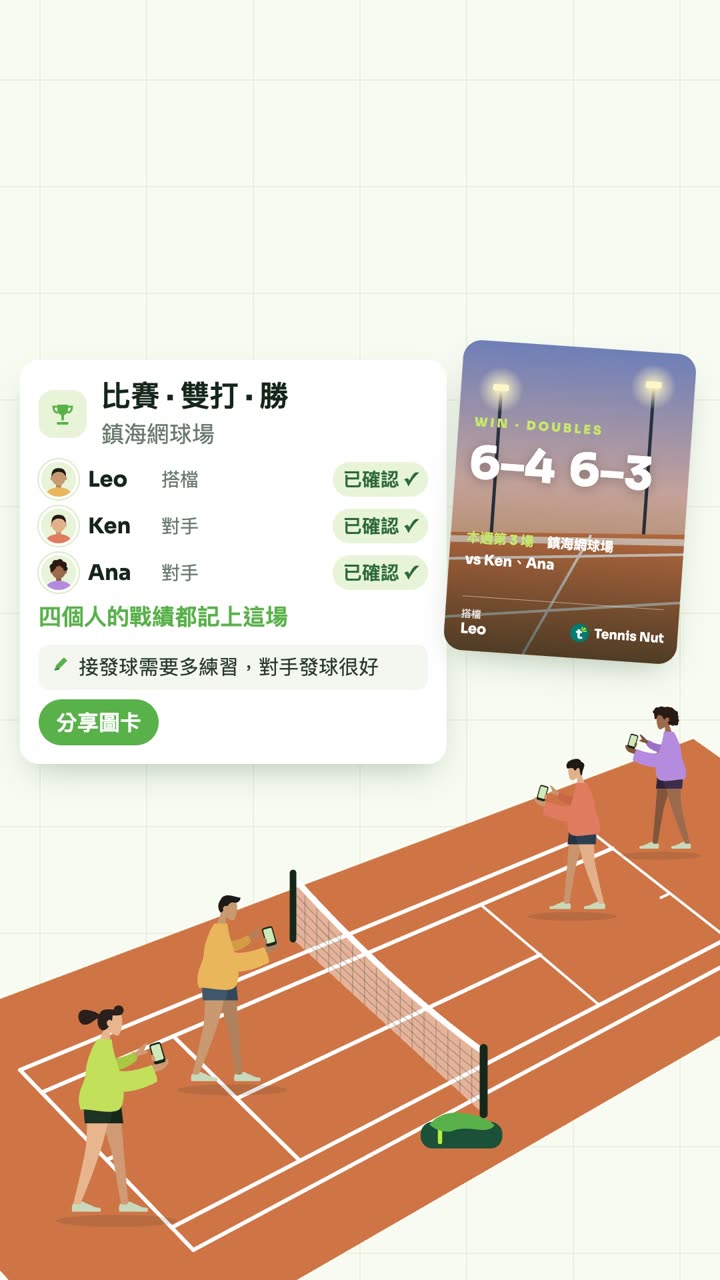 比賽·雙打·勝
鎮海網球場
Leo 搭檔 已確認 ✓
Ken 對手 已確認 ✓
Ana 對手 已確認 ✓
四個人的戰績都記上這場
接發球需要多練習，對手發球很好
分享圖卡
WIN · DOUBLES
6–4 6–3
本週第 3 場 鎮海網球場
vs Ken、Ana
搭檔
Leo
t Tennis Nut